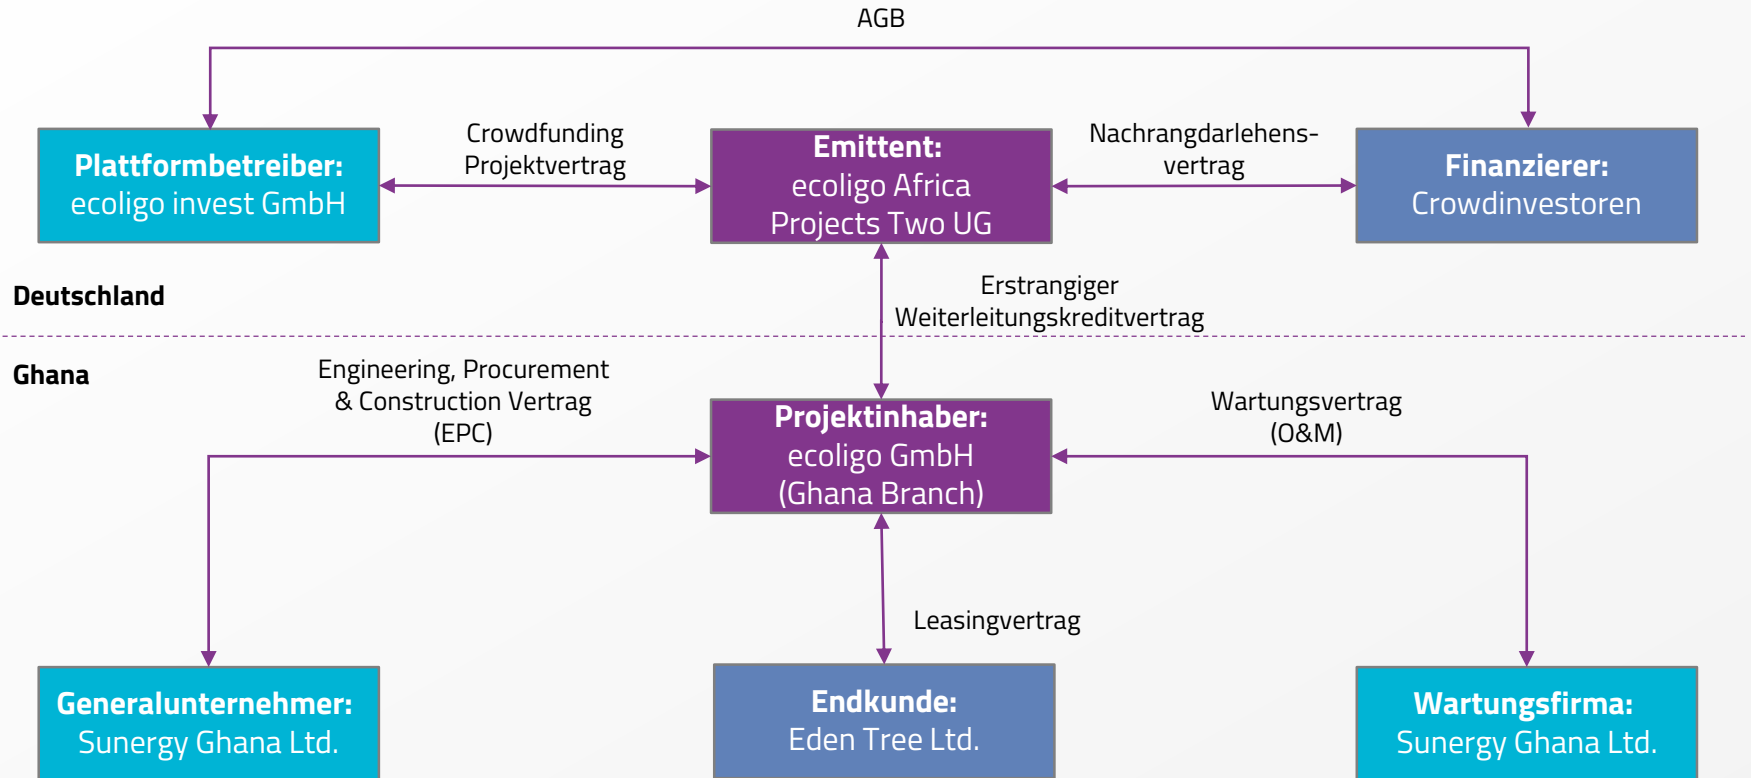 AGB
Plattformbetreiber:
ecoligo invest GmbH
Crowdfunding
Projektvertrag
Emittent:
ecoligo Africa
Projects Two UG
Nachrangdarlehens-
vertrag
Finanzierer:
Crowdinvestoren
Deutschland
Erstrangiger
Weiterleitungskreditvertrag
Ghana
Engineering, Procurement
& Construction Vertrag
(EPC)
Projektinhaber:
ecoligo GmbH
(Ghana Branch)
Wartungsvertrag
(O&M)
Leasingvertrag
Generalunternehmer:
Sunergy Ghana Ltd.
Endkunde:
Eden Tree Ltd.
Wartungsfirma:
Sunergy Ghana Ltd.